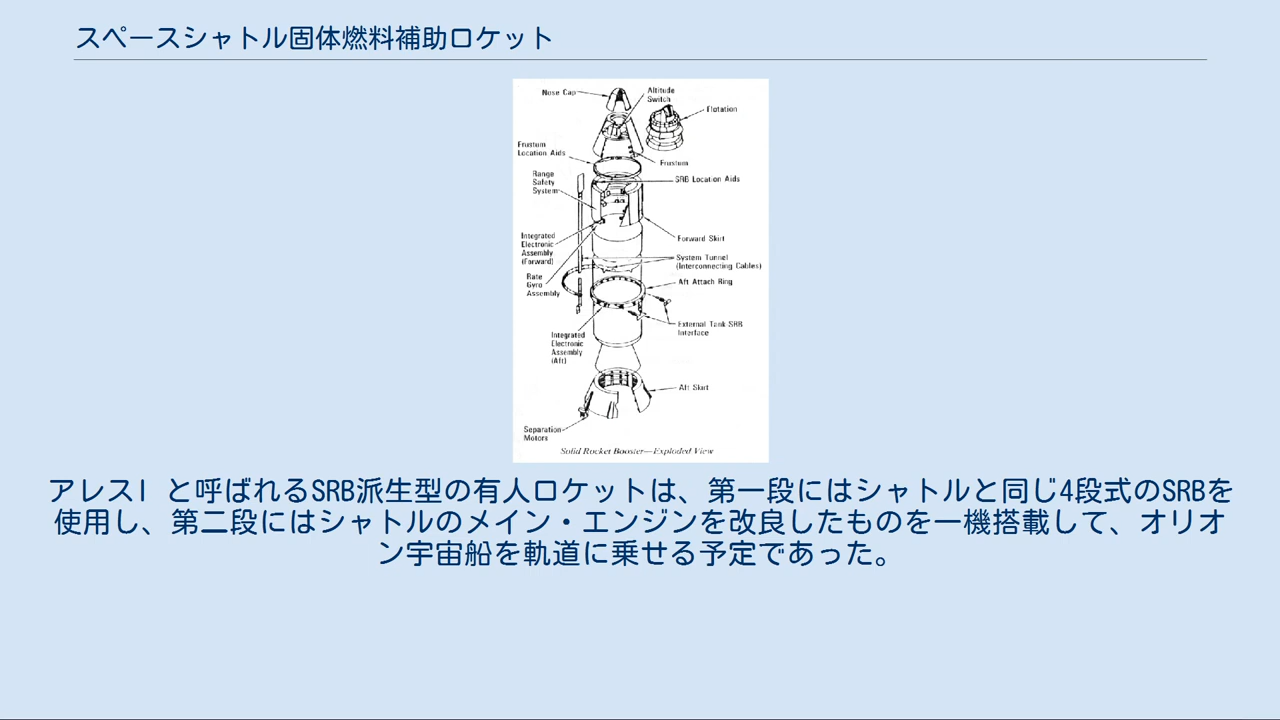 スペースシャトル固体燃料補助ロケット
Nose Cap
Altitude
Switch
Flotation
Frustum
Location Aids
Frustum
Range
Safety
System
SRB Location Aids
Integrated
Electronic
Assembly
(Forward)
Forward Skirt
System Tunnel
(Interconnecting Cables)
Rate
Gyro
Assembly
Aft Attach Ring
External Tank SRB
Interface
Integrated
Electronic
Assembly
(Aft)
Aft Skirt
Separation
Motors
Solid Rocket Booster—Exploded View
アレスI と呼ばれるSRB派生型の有人ロケットは、第一段にはシャトルと同じ4段式のSRBを
使用し、第二段にはシャトルのメイン・エンジンを改良したものを一機搭載して、オリオ
ン宇宙船を軌道に乗せる予定であった。